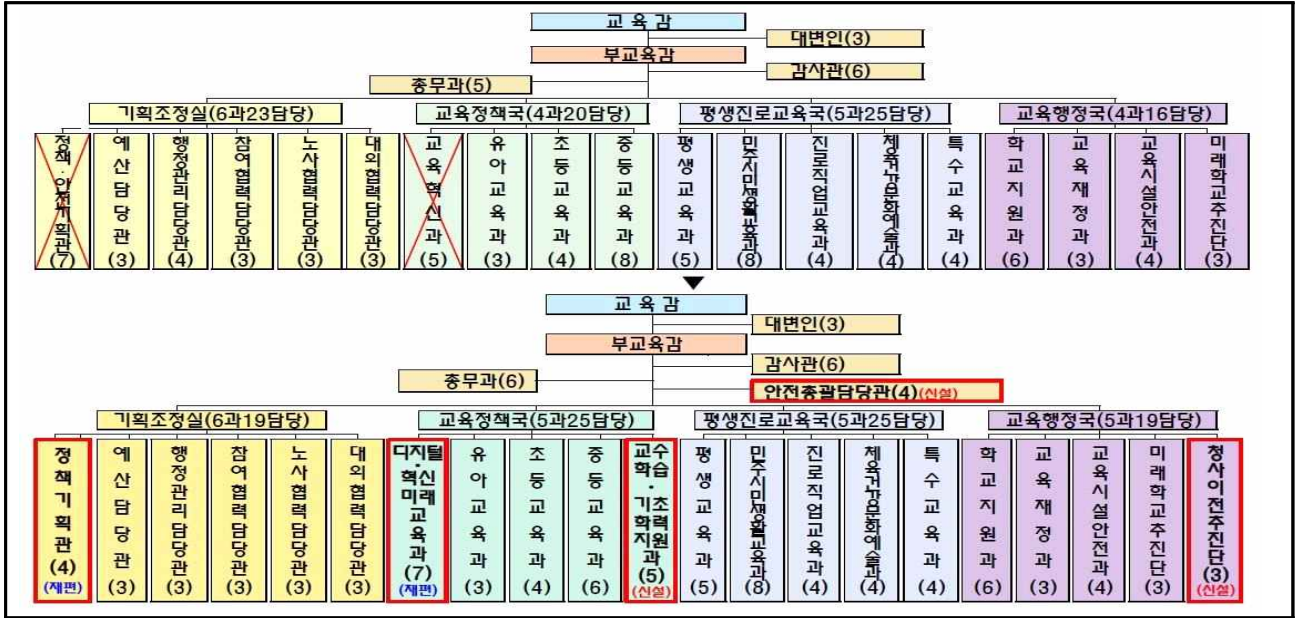 교 육 감
대변인(3)
부교육감
감사관(6)
총무과(5)
기획조정실(6과23담당)
교육정책국(4과20담당)
평생진로교육국(5과25담당)
교육행정국(4과16담당)
정책·안전기획관(7)
예산담당관(3)
행정관리담당관(4)
참여협력담당관(3)
노사협력담당관(3)
대외협력담당관(3)
교육혁신과(5)
유아교육과(3)
초등교육과(4)
중등교육과(8)
평생교육과(5)
민주시민생활교육과(8)
진로직업교육과(4)
체육건강문화예술과(4)
특수교육과(4)
학교지원과(6)
교육재정과(3)
교육시설안전과(4)
미래학교추진단(3)
▼
교 육 감
대변인(3)
부교육감
감사관(6)
총무과(6)
안전총괄담당관(4)(신설)
기획조정실(6과19담당)
교육정책국(5과25담당)
평생진로교육국(5과25담당)
교육행정국(5과19담당)
정책기획관(4)(재편)
예산담당관(3)
행정관리담당관(3)
참여협력담당관(3)
노사협력담당관(3)
대외협력담당관(3)
디지털·혁신미래교육과(7)(재편)
유아교육과(3)
초등교육과(4)
중등교육과(6)
교수학습·기초학력지원과(5)(신설)
평생교육과(5)
민주시민생활교육과(8)
진로직업교육과(4)
체육건강문화예술과(4)
특수교육과(4)
학교지원과(6)
교육재정과(3)
교육시설안전과(4)
미래학교추진단(3)
청사이전추진단(3)(신설)